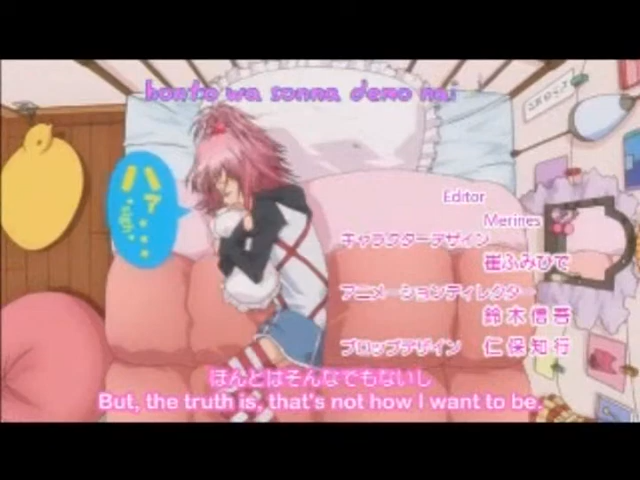 honto wa sonna demo nai
ハァ...
*sigh*
Editor
Merines
キャラクターデザイン
崔ふみひで
アニメーションディレクター
鈴木信吾
プロップデザイン 仁保知行
ほんとはそんなでもないし
But, the truth is, that's not how I want to be.